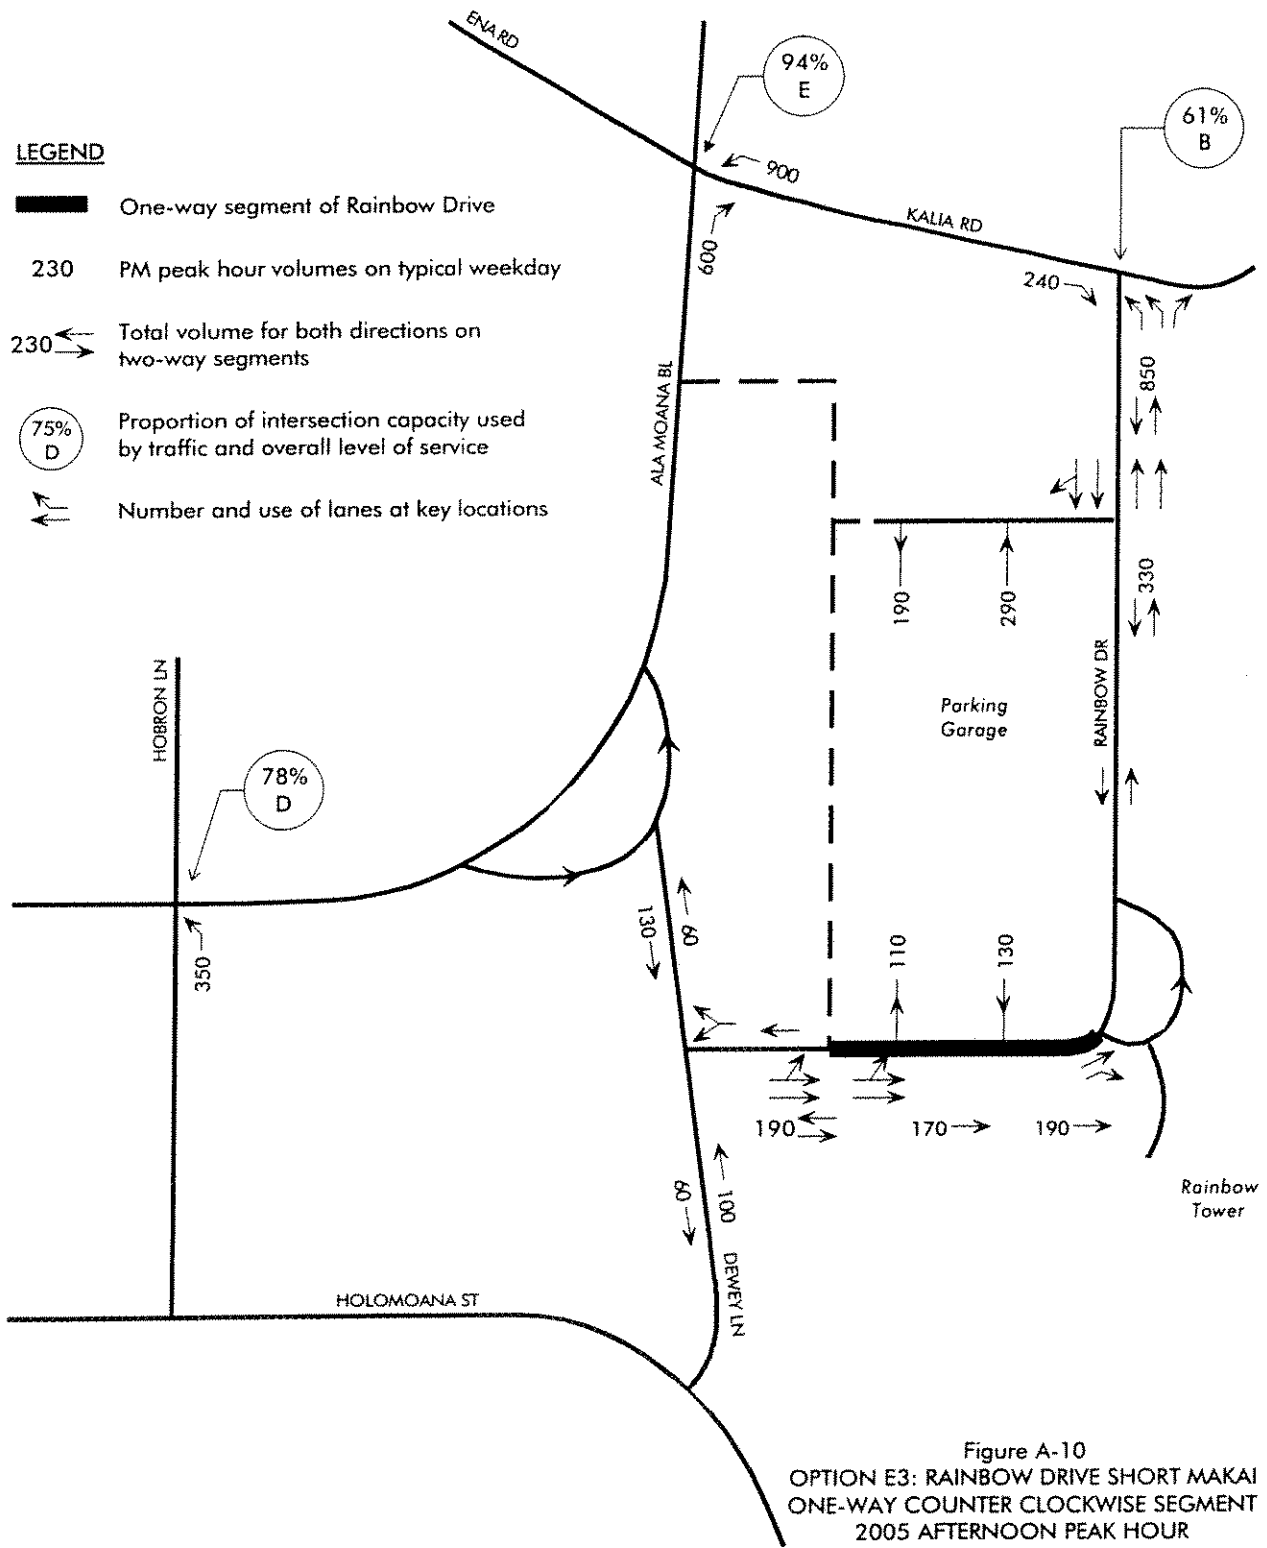 ENA RD
94%
E
61%
B
LEGEND
One-way segment of Rainbow Drive
900
KALIA RD
230 PM peak hour volumes on typical weekday
600
240
230 Total volume for both directions on
two-way segments
850
ALA MOANA BL
75%
D
Proportion of intersection capacity used
by traffic and overall level of service
Number and use of lanes at key locations
190
290
330
HOBRON LN
RAINBOW DR
Parking
Garage
78%
D
130
60
110
130
350
190
170
190
60
100
Rainbow
Tower
DEWEY LN
HOLOMOANA ST
Figure A-10
OPTION E3: RAINBOW DRIVE SHORT MAKAI
ONE-WAY COUNTER CLOCKWISE SEGMENT
2005 AFTERNOON PEAK HOUR